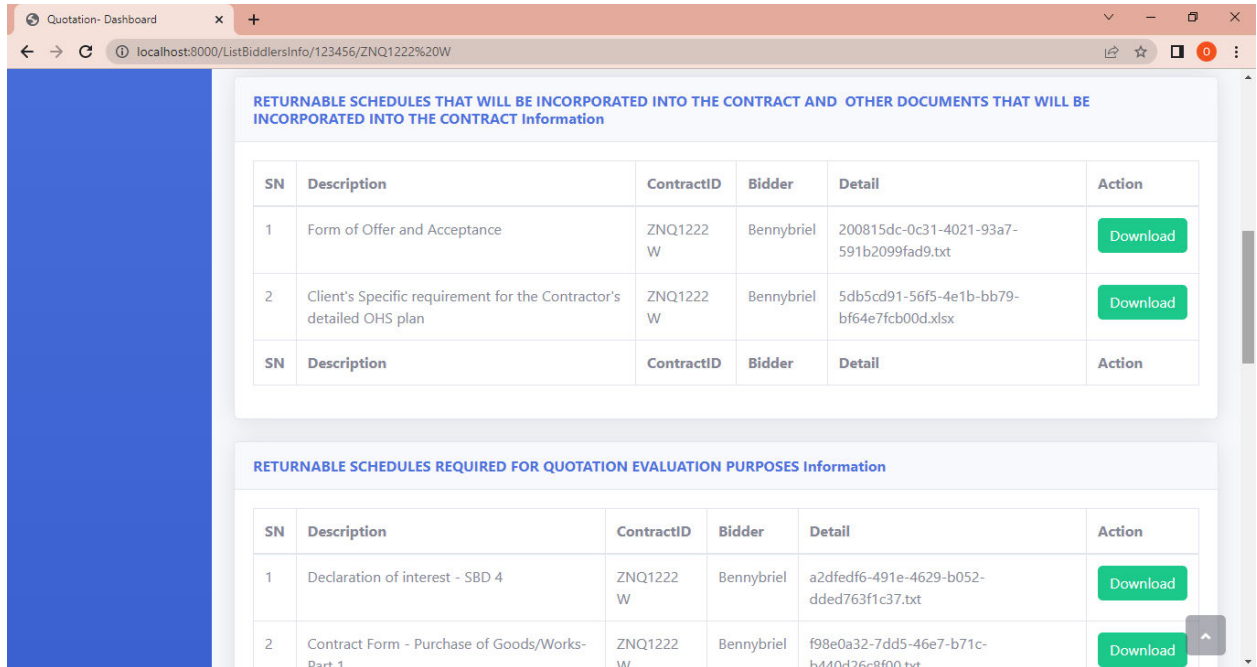 Quotation- Dashboard
localhost:8000/ListBiddlersInfo/123456/ZNQ1222%20W
O
RETURNABLE SCHEDULES THAT WILL BE INCORPORATED INTO THE CONTRACT AND OTHER DOCUMENTS THAT WILL BE
INCORPORATED INTO THE CONTRACT Information
SN Description ContractID Bidder Detail Action
1 Form of Offer and Acceptance ZNQ1222 Bennybriel 200815dc-0c31-4021-93a7- Download
W 591b2099fad9.txt
2 Client's Specific requirement for the Contractor's ZNQ1222 Bennybriel 5db5cd91-56f5-4e1b-bb79- Download
detailed OHS plan W bf64e7fcb00d.xlsx
SN Description ContractID Bidder Detail Action
RETURNABLE SCHEDULES REQUIRED FOR QUOTATION EVALUATION PURPOSES Information
SN Description ContractID Bidder Detail Action
1 Declaration of interest - SBD 4 ZNQ1222 Bennybriel a2dfedf6-491e-4629-b052- Download
W dded763f1c37.txt
2 Contract Form - Purchase of Goods/Works- ZNQ1222 Bennybriel f98e0a32-7dd5-46e7-b71c- Download
Part 1 W b440d26c8f00.txt